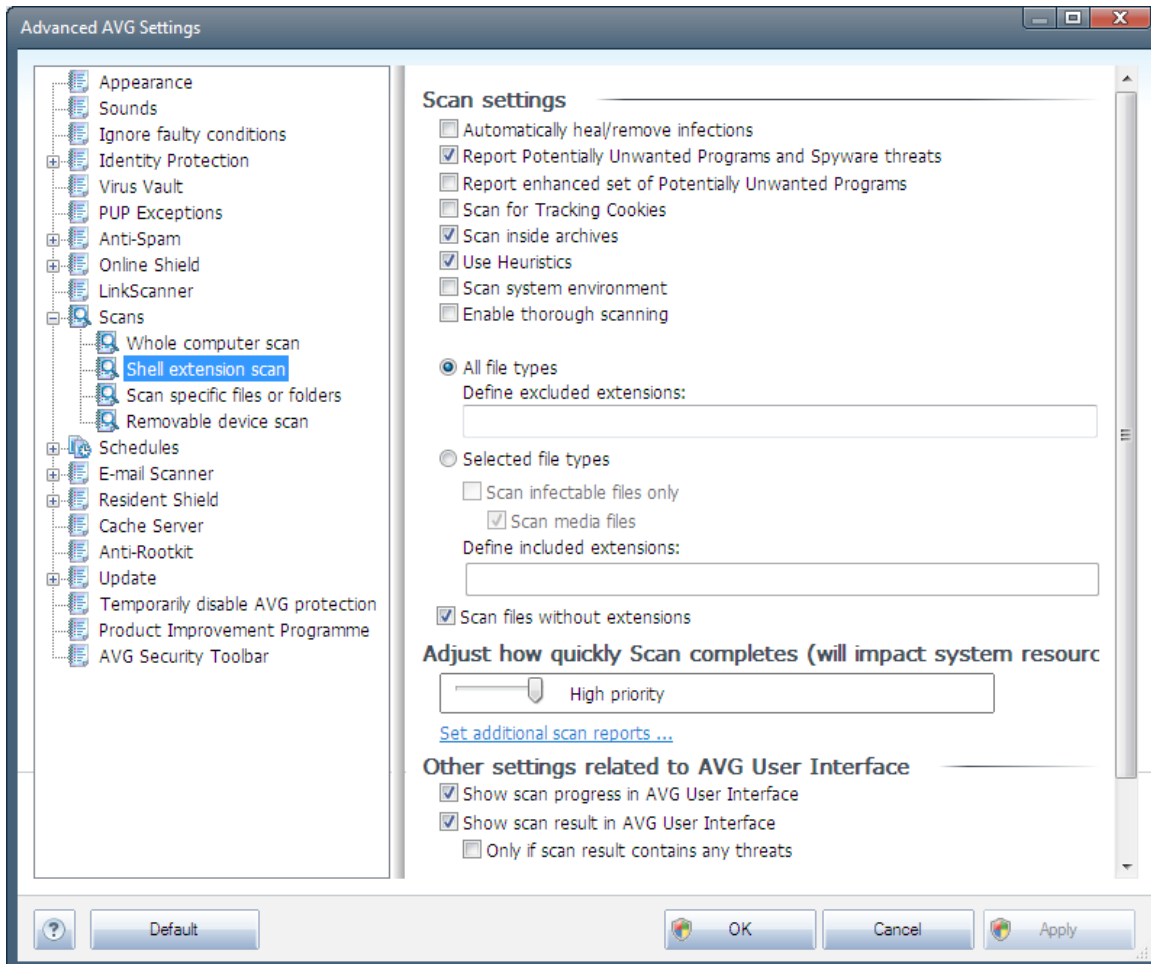 Advanced AVG Settings
Appearance
Sounds
Ignore faulty conditions
Identity Protection
Virus Vault
PUP Exceptions
Anti-Spam
Online Shield
LinkScanner
Scans
Whole computer scan
Shell extension scan
Scan specific files or folders
Removable device scan
Schedules
E-mail Scanner
Resident Shield
Cache Server
Anti-Rootkit
Update
Temporarily disable AVG protection
Product Improvement Programme
AVG Security Toolbar
Scan settings
Automatically heal/remove infections
Report Potentially Unwanted Programs and Spyware threats
Report enhanced set of Potentially Unwanted Programs
Scan for Tracking Cookies
Scan inside archives
Use Heuristics
Scan system environment
Enable thorough scanning
All file types
Define excluded extensions:
Selected file types
Scan infectable files only
Scan media files
Define included extensions:
Scan files without extensions
Adjust how quickly Scan completes (will impact system resourc
High priority
Set additional scan reports ...
Other settings related to AVG User Interface
Show scan progress in AVG User Interface
Show scan result in AVG User Interface
Only if scan result contains any threats
? Default OK Cancel Apply